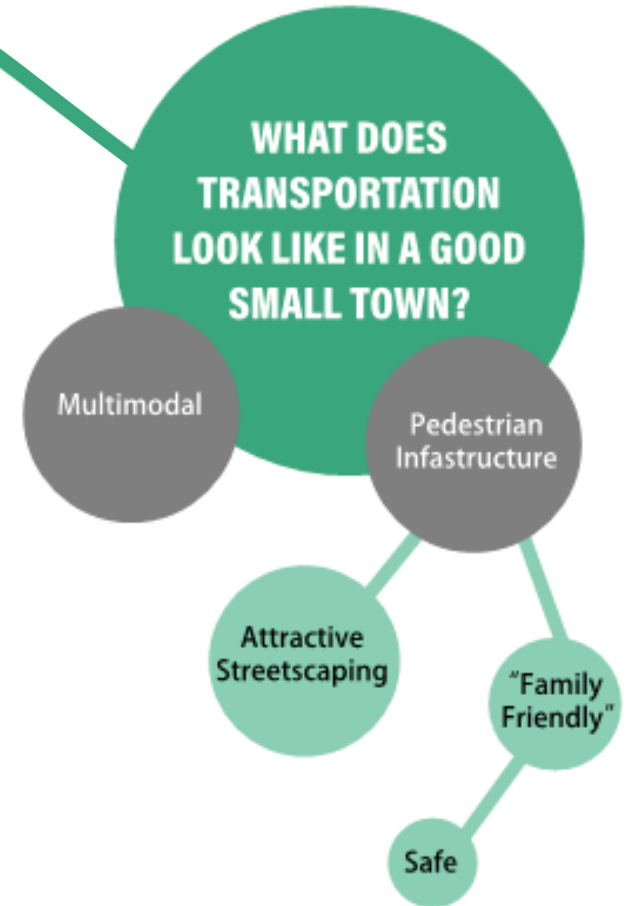 WHAT DOES
TRANSPORTATION
LOOK LIKE IN A GOOD
SMALL TOWN?
Multimodal
Pedestrian
Infastructure
Attractive
Streetscaping
“Family
Friendly”
Safe